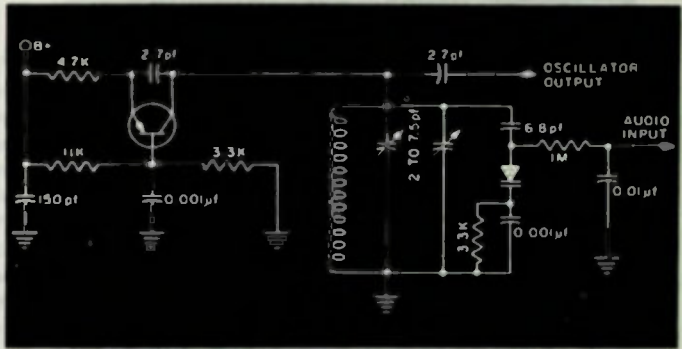 B+
4.7K
2.7pf
2.7pf
OSCILLATOR
OUTPUT
AUDIO
INPUT
6.8pf
1M
2 TO 7.5pf
11K
3.3K
150pf
0.001µf
0.01µf
3.3K
0.001µf